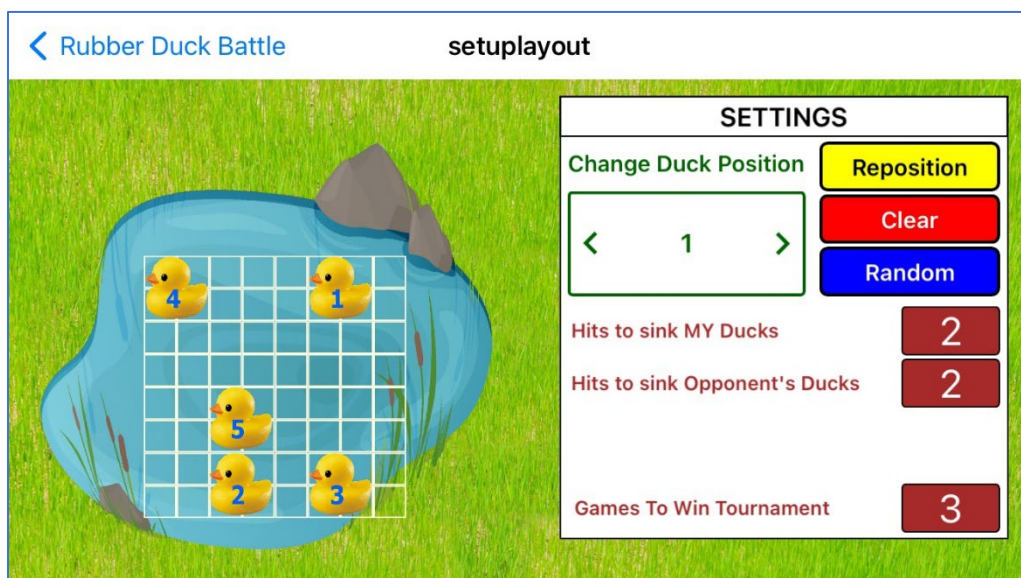 Rubber Duck Battle
setuplayout
SETTINGS
Change Duck Position
Reposition
1
Clear
Random
Hits to sink MY Ducks
2
Hits to sink Opponent's Ducks
2
Games To Win Tournament
3
4
1
5
2
3